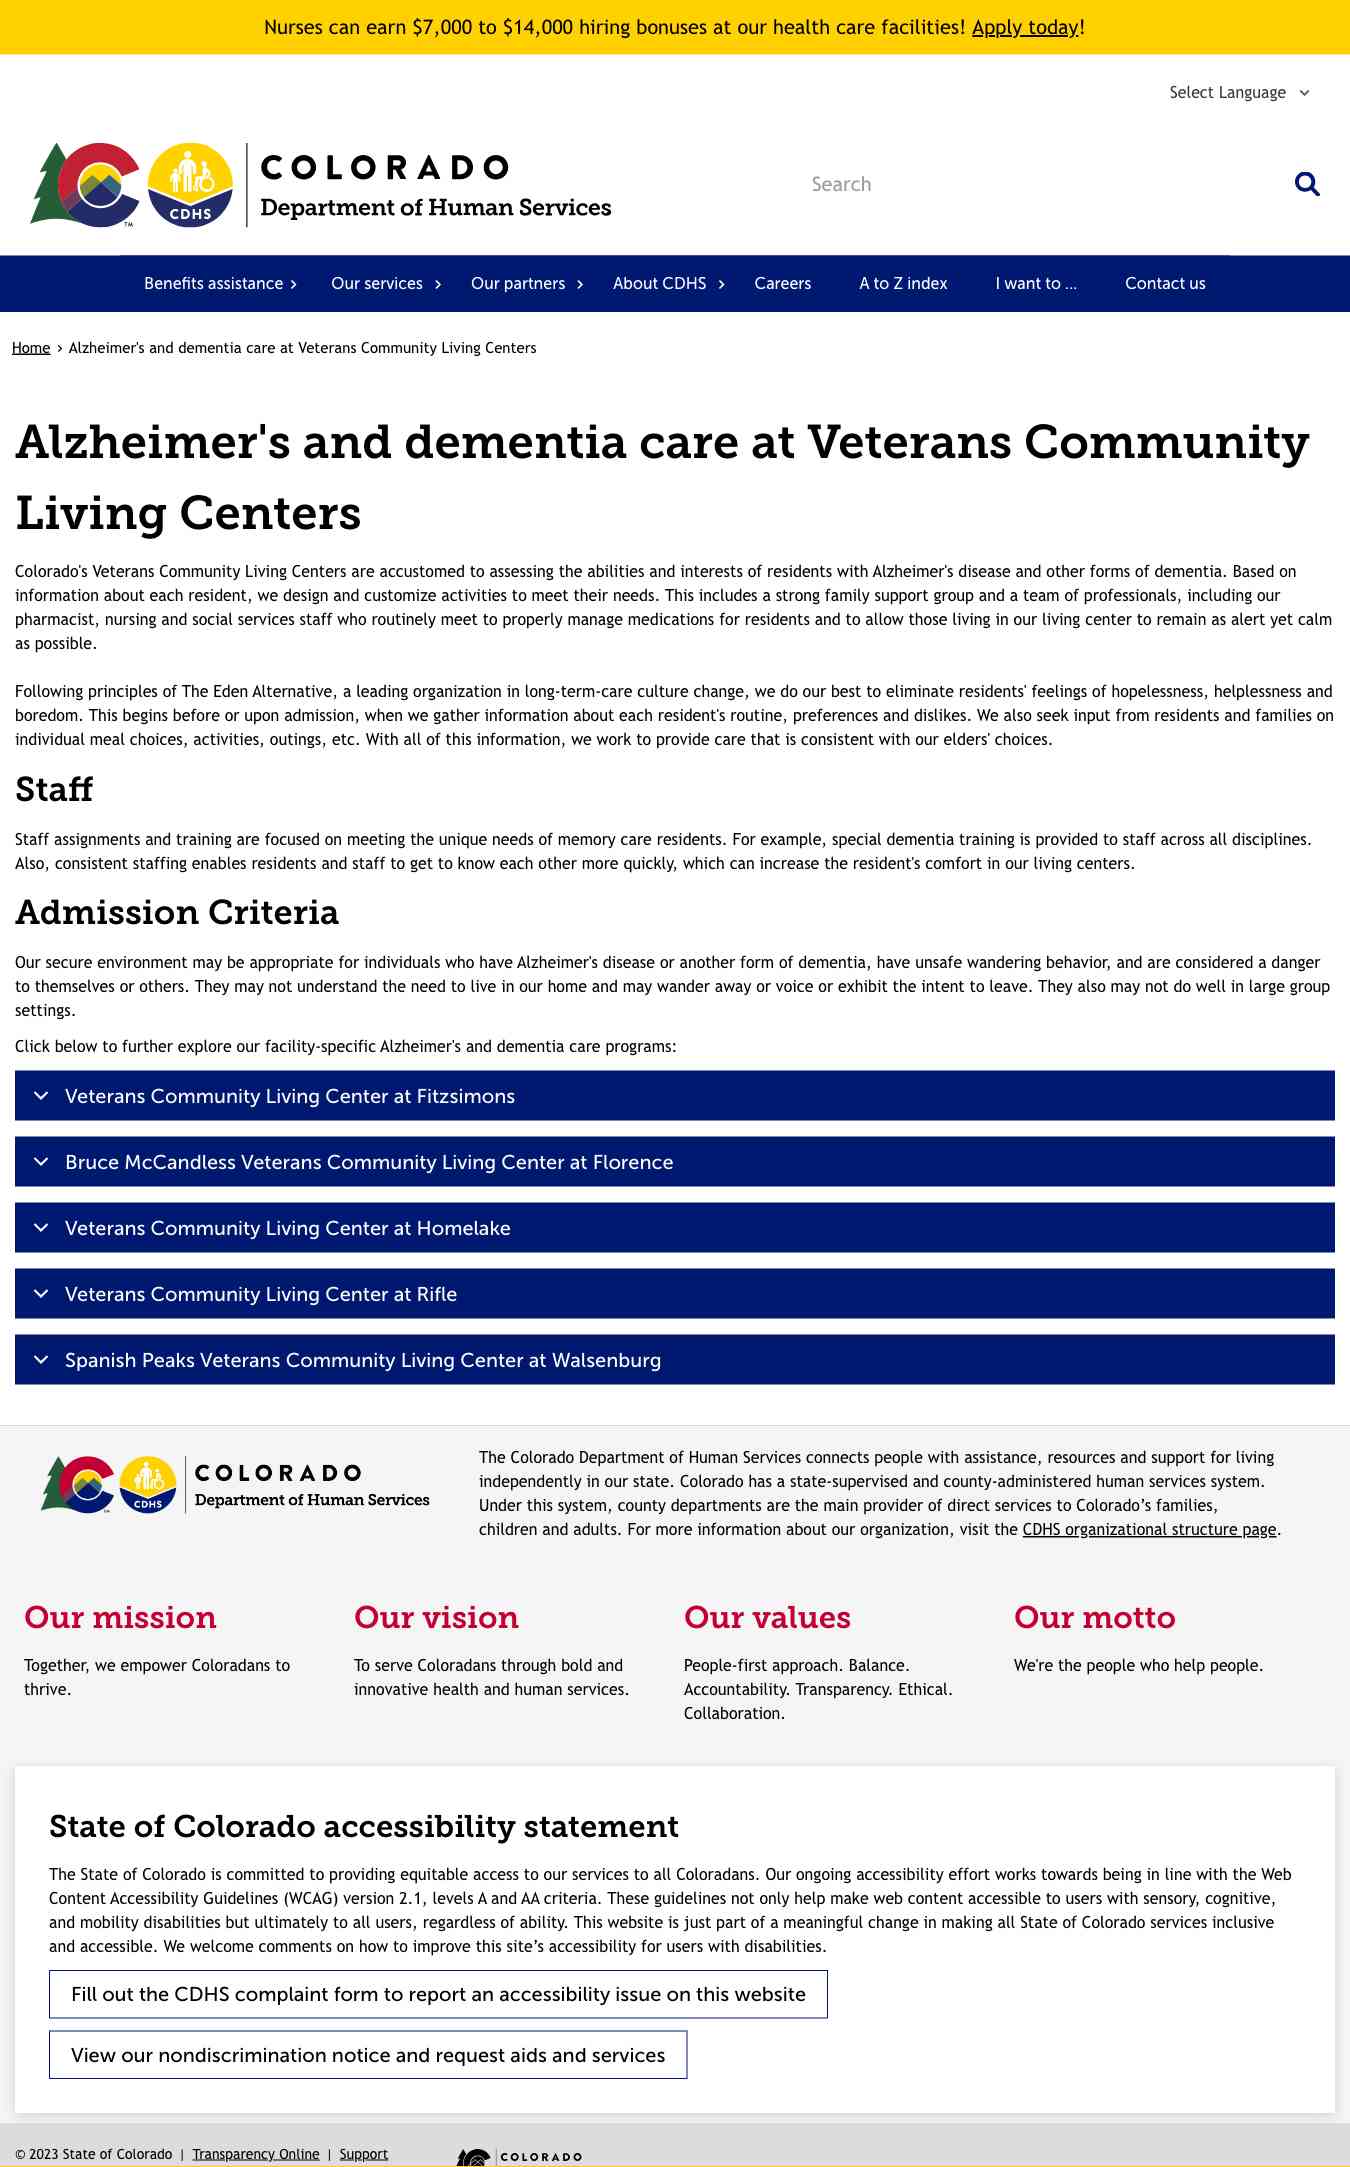 Nurses can earn $7,000 to $14,000 hiring bonuses at our health care facilities! Apply today!
Select Language
CDHS
TM
COLORADO
Department of Human Services
Search
Benefits assistance › Our services › Our partners › About CDHS › Careers A to Z index I want to ... Contact us
Home › Alzheimer's and dementia care at Veterans Community Living Centers
Alzheimer's and dementia care at Veterans Community
Living Centers
Colorado's Veterans Community Living Centers are accustomed to assessing the abilities and interests of residents with Alzheimer's disease and other forms of dementia. Based on
information about each resident, we design and customize activities to meet their needs. This includes a strong family support group and a team of professionals, including our
pharmacist, nursing and social services staff who routinely meet to properly manage medications for residents and to allow those living in our living center to remain as alert yet calm
as possible.
Following principles of The Eden Alternative, a leading organization in long-term-care culture change, we do our best to eliminate residents' feelings of hopelessness, helplessness and
boredom. This begins before or upon admission, when we gather information about each resident's routine, preferences and dislikes. We also seek input from residents and families on
individual meal choices, activities, outings, etc. With all of this information, we work to provide care that is consistent with our elders' choices.
Staff
Staff assignments and training are focused on meeting the unique needs of memory care residents. For example, special dementia training is provided to staff across all disciplines.
Also, consistent staffing enables residents and staff to get to know each other more quickly, which can increase the resident's comfort in our living centers.
Admission Criteria
Our secure environment may be appropriate for individuals who have Alzheimer's disease or another form of dementia, have unsafe wandering behavior, and are considered a danger
to themselves or others. They may not understand the need to live in our home and may wander away or voice or exhibit the intent to leave. They also may not do well in large group
settings.
Click below to further explore our facility-specific Alzheimer's and dementia care programs:
Veterans Community Living Center at Fitzsimons
Bruce McCandless Veterans Community Living Center at Florence
Veterans Community Living Center at Homelake
Veterans Community Living Center at Rifle
Spanish Peaks Veterans Community Living Center at Walsenburg
CDHS
TM
COLORADO
Department of Human Services
The Colorado Department of Human Services connects people with assistance, resources and support for living
independently in our state. Colorado has a state-supervised and county-administered human services system.
Under this system, county departments are the main provider of direct services to Colorado’s families,
children and adults. For more information about our organization, visit the CDHS organizational structure page.
Our mission
Together, we empower Coloradans to
thrive.
Our vision
To serve Coloradans through bold and
innovative health and human services.
Our values
People-first approach. Balance.
Accountability. Transparency. Ethical.
Collaboration.
Our motto
We're the people who help people.
State of Colorado accessibility statement
The State of Colorado is committed to providing equitable access to our services to all Coloradans. Our ongoing accessibility effort works towards being in line with the Web
Content Accessibility Guidelines (WCAG) version 2.1, levels A and AA criteria. These guidelines not only help make web content accessible to users with sensory, cognitive,
and mobility disabilities but ultimately to all users, regardless of ability. This website is just part of a meaningful change in making all State of Colorado services inclusive
and accessible. We welcome comments on how to improve this site’s accessibility for users with disabilities.
Fill out the CDHS complaint form to report an accessibility issue on this website
View our nondiscrimination notice and request aids and services
© 2023 State of Colorado | Transparency Online | Support
COLORADO